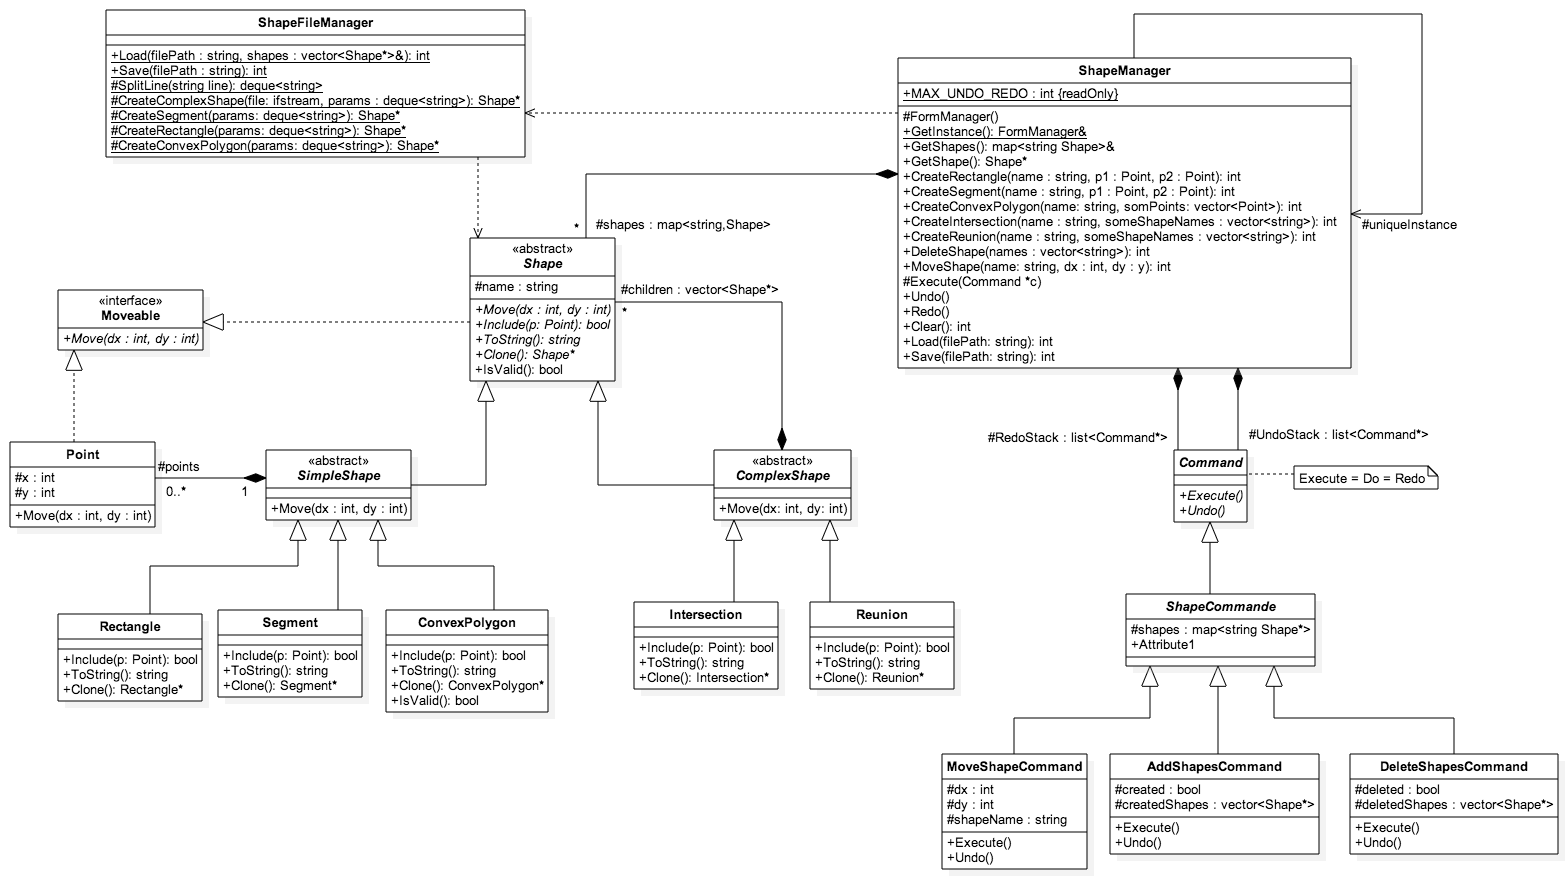 ShapeFileManager
+Load(filePath : string, shapes : vector<Shape*>&): int
+Save(filePath : string): int
#SplitLine(string line): deque<string>
#CreateComplexShape(file: ifstream, params : deque<string>): Shape*
#CreateSegment(params: deque<string>): Shape*
#CreateRectangle(params: deque<string>): Shape*
#CreateConvexPolygon(params: deque<string>): Shape*
ShapeManager
+MAX_UNDO_REDO : int {readOnly}
#FormManager()
+GetInstance(): FormManager&
+GetShapes(): map<string Shape>&
+GetShape(): Shape*
+CreateRectangle(name : string, p1 : Point, p2 : Point): int
+CreateSegment(name : string, p1 : Point, p2 : Point): int
+CreateConvexPolygon(name: string, somPoints: vector<Point>): int
+CreateIntersection(name : string, someShapeNames : vector<string>): int
+CreateReunion(name : string, someShapeNames : vector<string>): int
+DeleteShape(names : vector<string>): int
+MoveShape(name: string, dx : int, dy : y): int
#Execute(Command *c)
+Undo()
+Redo()
+Clear(): int
+Load(filePath: string): int
+Save(filePath: string): int
#uniqueInstance
*
#shapes : map<string,Shape>
«abstract»
Shape
#name : string
+Move(dx : int, dy : int)
+Include(p: Point): bool
+ToString(): string
+Clone(): Shape*
+IsValid(): bool
#children : vector<Shape*>
*
«interface»
Moveable
+Move(dx : int, dy : int)
Point
#x : int
#y : int
+Move(dx : int, dy : int)
#points
0..*
1
«abstract»
SimpleShape
+Move(dx : int, dy : int)
«abstract»
ComplexShape
+Move(dx: int, dy: int)
#RedoStack : list<Command*>
#UndoStack : list<Command*>
Command
+Execute()
+Undo()
Execute = Do = Redo
Rectangle
+Include(p: Point): bool
+ToString(): string
+Clone(): Rectangle*
Segment
+Include(p: Point): bool
+ToString(): string
+Clone(): Segment*
ConvexPolygon
+Include(p: Point): bool
+ToString(): string
+Clone(): ConvexPolygon*
+IsValid(): bool
Intersection
+Include(p: Point): bool
+ToString(): string
+Clone(): Intersection*
Reunion
+Include(p: Point): bool
+ToString(): string
+Clone(): Reunion*
ShapeCommande
#shapes : map<string Shape*>
+Attribute1
MoveShapeCommand
#dx : int
#dy : int
#shapeName : string
+Execute()
+Undo()
AddShapesCommand
#created : bool
#createdShapes : vector<Shape*>
+Execute()
+Undo()
DeleteShapesCommand
#deleted : bool
#deletedShapes : vector<Shape*>
+Execute()
+Undo()